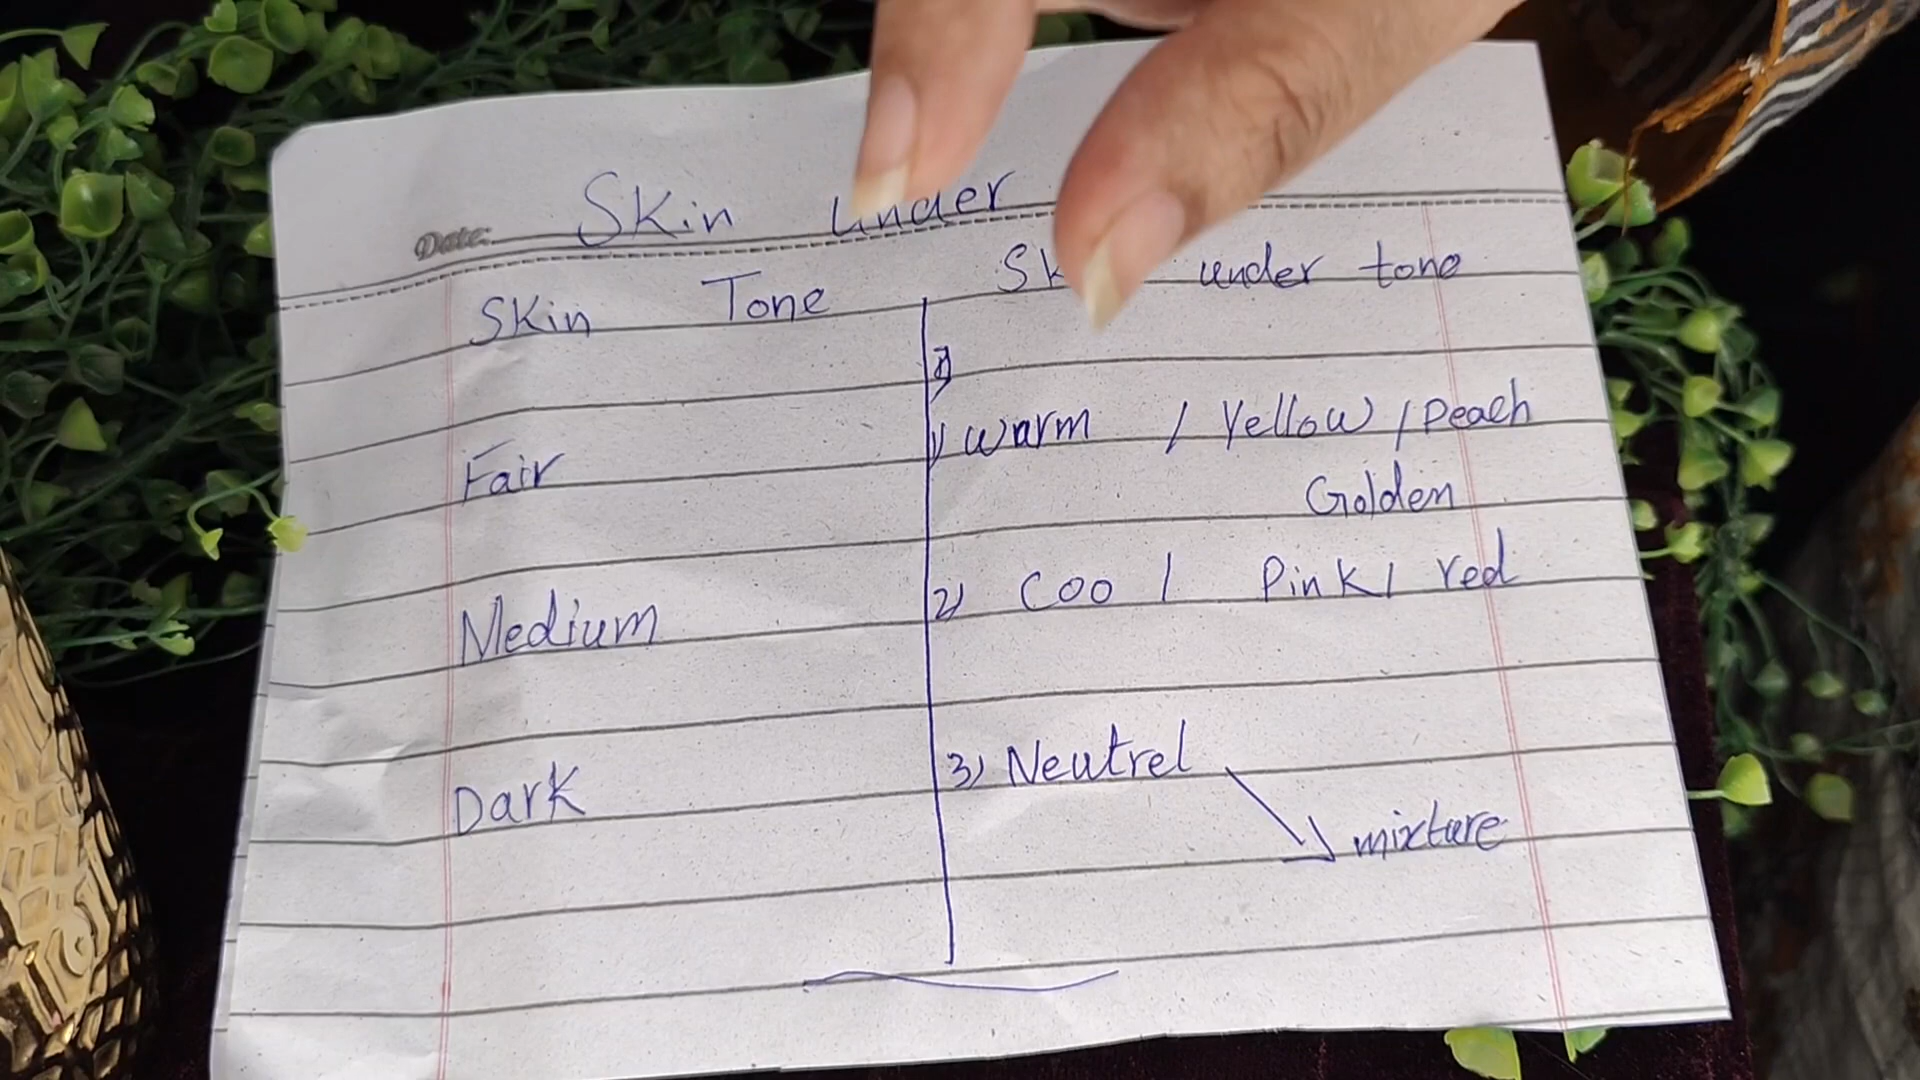 Skin under
Date:
Skin Tone
under tone
1) Warm / Yellow / Peach
Golden
2) Cool Pink / red
3) Neutrel
mixture
Fair
Medium
Dark